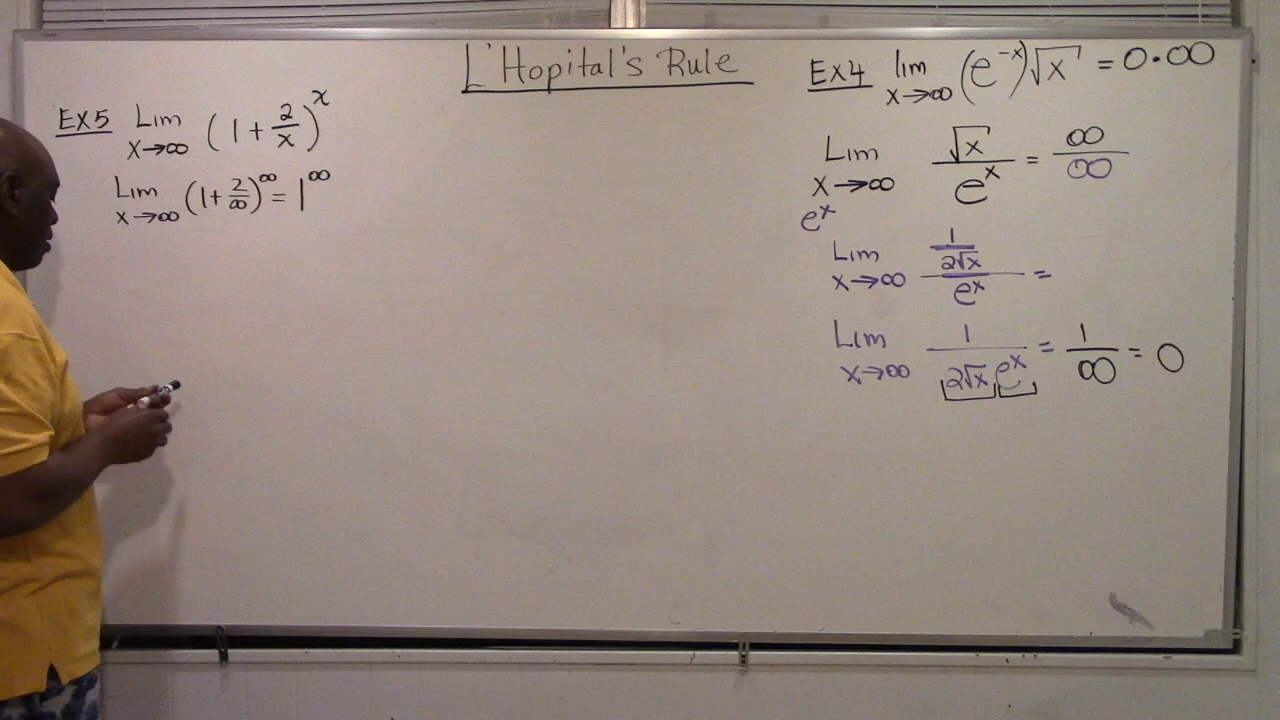 L'Hopital's Rule
EX5 Lim x→∞ (1 + 2/x)^x
Lim x→∞ (1 + 2/∞)^∞ = 1^∞
Ex4 lim x→∞ (e^-x)√x = 0·∞
Lim x→∞ √x / e^x = ∞/∞
e^x
Lim x→∞ (1/(2√x)) / e^x =
Lim x→∞ 1 / (2√x e^x) = 1/∞ = 0